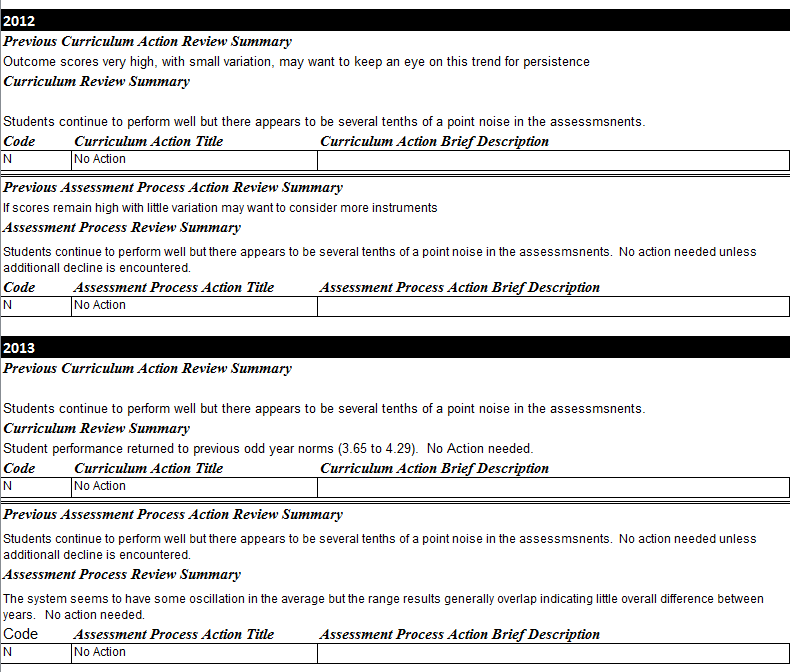 2012
Previous Curriculum Action Review Summary
Outcome scores very high, with small variation, may want to keep an eye on this trend for persistence
Curriculum Review Summary
Students continue to perform well but there appears to be several tenths of a point noise in the assessmsnents.
Code Curriculum Action Title Curriculum Action Brief Description
N No Action
Previous Assessment Process Action Review Summary
If scores remain high with little variation may want to consider more instruments
Assessment Process Review Summary
Students continue to perform well but there appears to be several tenths of a point noise in the assessmsnents. No action needed unless
additionall decline is encountered.
Code Assessment Process Action Title Assessment Process Action Brief Description
N No Action
2013
Previous Curriculum Action Review Summary
Students continue to perform well but there appears to be several tenths of a point noise in the assessmsnents.
Curriculum Review Summary
Student performance returned to previous odd year norms (3.65 to 4.29). No Action needed.
Code Curriculum Action Title Curriculum Action Brief Description
N No Action
Previous Assessment Process Action Review Summary
Students continue to perform well but there appears to be several tenths of a point noise in the assessmsnents. No action needed unless
additionall decline is encountered.
Assessment Process Review Summary
The system seems to have some oscillation in the average but the range results generally overlap indicating little overall difference between
years. No action needed.
Code Assessment Process Action Title Assessment Process Action Brief Description
N No Action